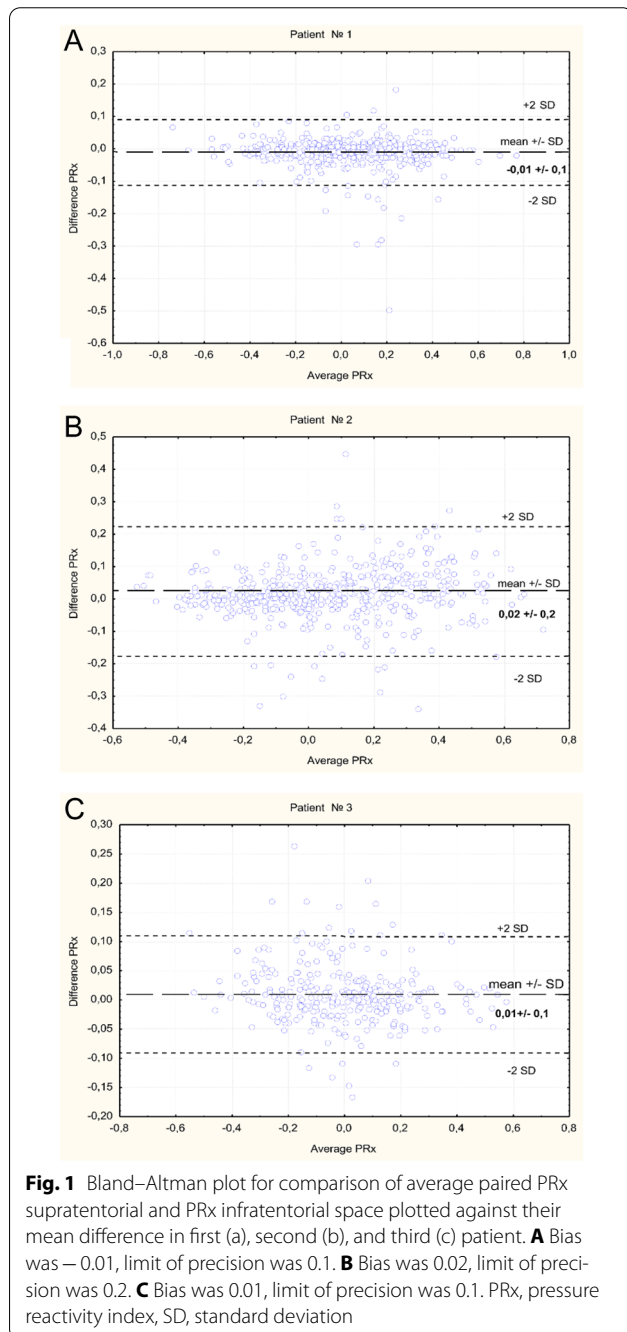 A
Patient № 1
0,3
0,2
0,1
0,0
-0,1
-0,2
-0,3
-0,4
-0,5
-0,6
Difference PRx
+2 SD
mean +/- SD
-0,01 +/- 0,1
-2 SD
-1,0 -0,8 -0,6 -0,4 -0,2 0,0 0,2 0,4 0,6 0,8 1,0
Average PRx
B
Patient № 2
0,5
0,4
0,3
0,2
0,1
0,0
-0,1
-0,2
-0,3
-0,4
Difference PRx
+2 SD
mean +/- SD
0,02 +/- 0,2
-2 SD
-0,6 -0,4 -0,2 0,0 0,2 0,4 0,6 0,8
Average PRx
C
Patient № 3
0,30
0,25
0,20
0,15
0,10
0,05
0,00
-0,05
-0,10
-0,15
-0,20
Difference PRx
+2 SD
mean +/- SD
0,01+/- 0,1
-2 SD
-0,8 -0,6 -0,4 -0,2 0,0 0,2 0,4 0,6 0,8
Average PRx
Fig. 1 Bland–Altman plot for comparison of average paired PRx
supratentorial and PRx infratentorial space plotted against their
mean difference in first (a), second (b), and third (c) patient. A Bias
was − 0.01, limit of precision was 0.1. B Bias was 0.02, limit of preci-
sion was 0.2. C Bias was 0.01, limit of precision was 0.1. PRx, pressure
reactivity index, SD, standard deviation